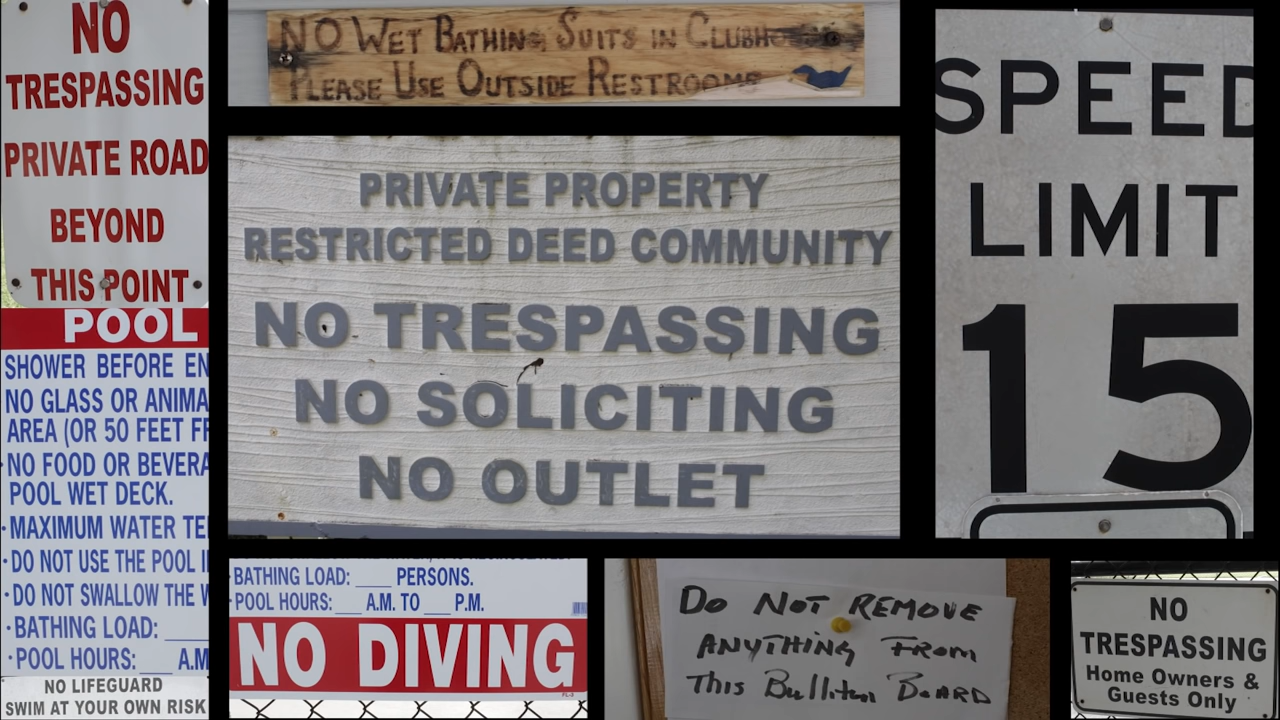 NO
TRESPASSING
PRIVATE ROAD
BEYOND
THIS POINT
POOL
SHOWER BEFORE EN
NO GLASS OR ANIMA
AREA (OR 50 FEET FR
·NO FOOD OR BEVERA
POOL WET DECK.
·MAXIMUM WATER TE
·DO NOT USE THE POOL I
·DO NOT SWALLOW THE W
·BATHING LOAD: ____
·POOL HOURS: ___ A.M
NO LIFEGUARD
SWIM AT YOUR OWN RISK
NO WET BATHING SUITS IN CLUBHOUSE
PLEASE USE OUTSIDE RESTROOMS
PRIVATE PROPERTY
RESTRICTED DEED COMMUNITY
NO TRESPASSING
NO SOLICITING
NO OUTLET
SPEED
LIMIT
15
·BATHING LOAD: ___ PERSONS.
·POOL HOURS: ___ A.M. TO ___ P.M.
NO DIVING
DO NOT REMOVE
ANYTHING FROM
THIS Bulliten BOARD
NO
TRESPASSING
Home Owners &
Guests Only